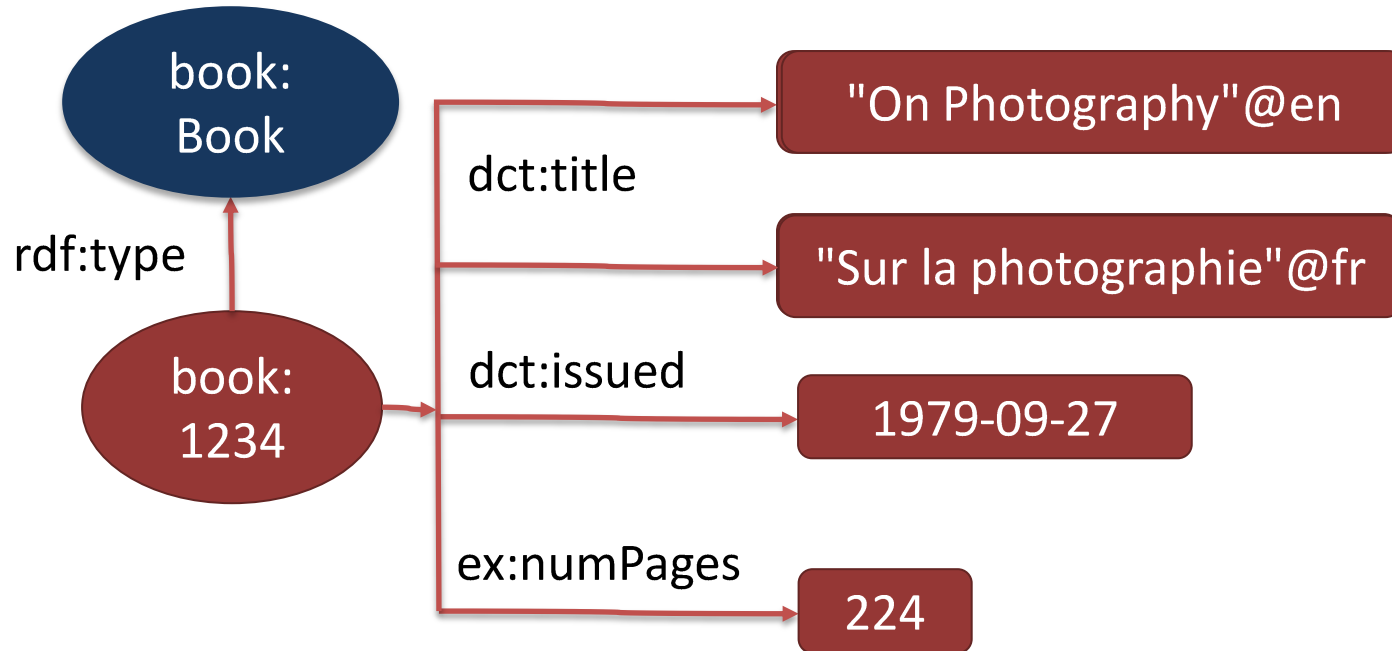 book:
Book
rdf:type
book:
1234
"On Photography"@en
dct:title
"Sur la photographie"@fr
dct:issued
1979-09-27
ex:numPages
224